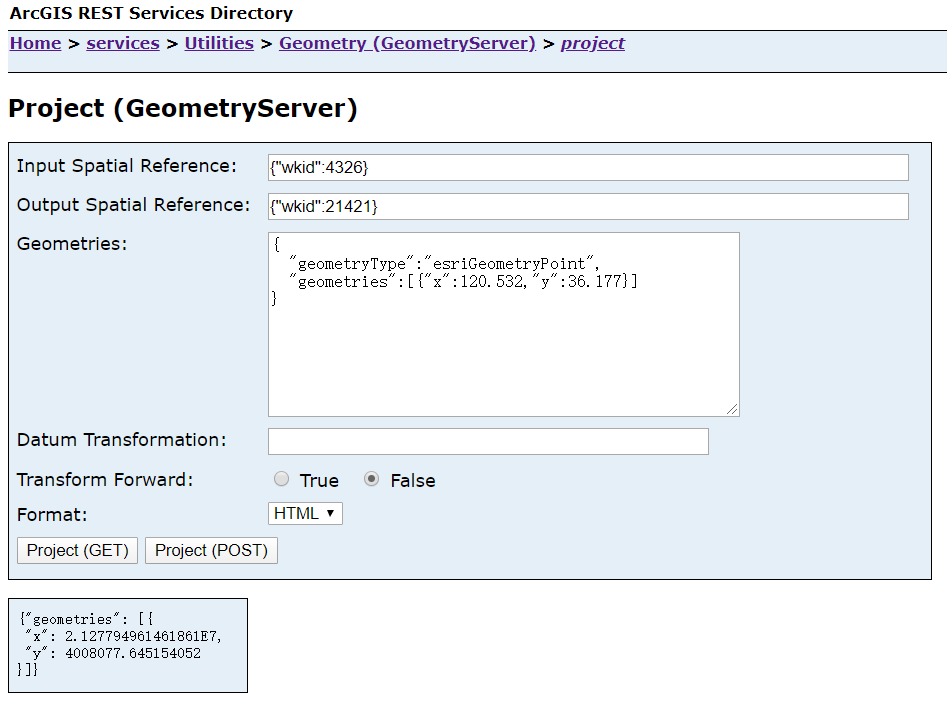 ArcGIS REST Services Directory
Home > services > Utilities > Geometry (GeometryServer) > project
Project (GeometryServer)
Input Spatial Reference: {"wkid":4326}
Output Spatial Reference: {"wkid":21421}
Geometries: {
"geometryType":"esriGeometryPoint",
"geometries":[{"x":120.532,"y":36.177}]
}
Datum Transformation:
Transform Forward: True False
Format: HTML ▼
Project (GET) Project (POST)
{"geometries": [{
"x": 2.127794961461861E7,
"y": 4008077.645154052
}]}